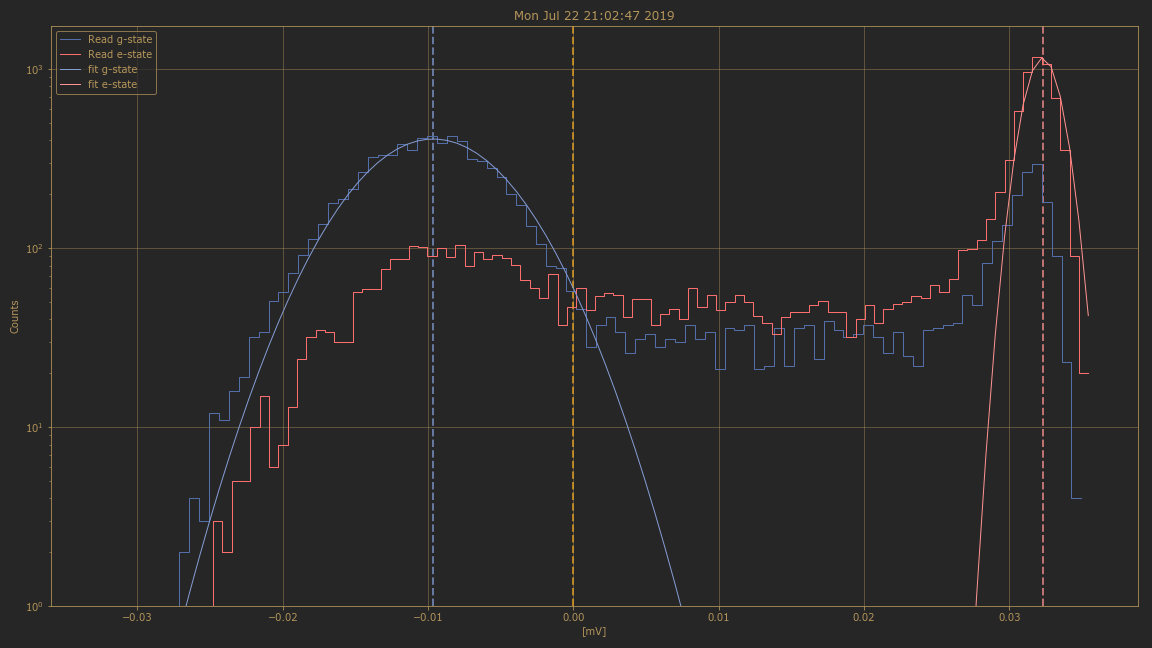 Mon Jul 22 21:02:47 2019
Read g-state
Read e-state
fit g-state
fit e-state
Counts
10³
10²
10¹
10⁰
−0.03 −0.02 −0.01 0.00 0.01 0.02 0.03
[mV]